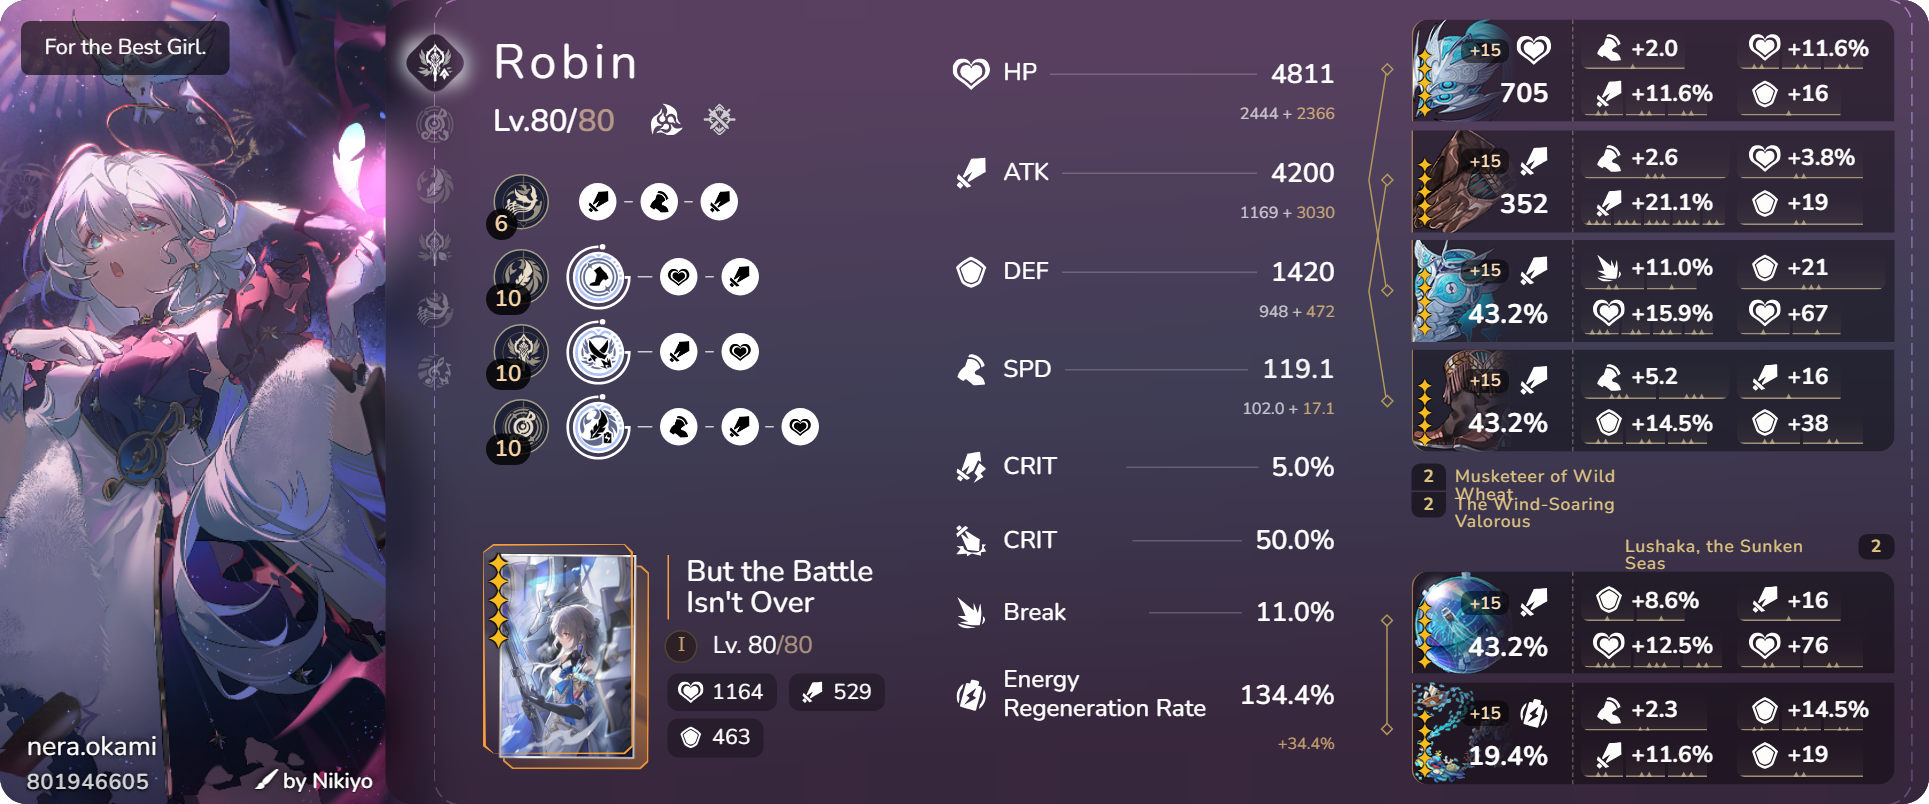 For the Best Girl.
nera.okami
801946605
by Nikiyo
Robin
Lv.80/80
6
10
10
10
But the Battle
Isn't Over
I Lv. 80/80
1164 529
463
HP 4811
2444 + 2366
ATK 4200
1169 + 3030
DEF 1420
948 + 472
SPD 119.1
102.0 + 17.1
CRIT 5.0%
CRIT 50.0%
Break 11.0%
Energy
Regeneration Rate 134.4%
+34.4%
+15 +2.0 +11.6%
705 +11.6% +16
+15 +2.6 +3.8%
352 +21.1% +19
+15 +11.0% +21
43.2% +15.9% +67
+15 +5.2 +16
43.2% +14.5% +38
2 Musketeer of Wild
Wheat
2 The Wind-Soaring
Valorous
Lushaka, the Sunken 2
Seas
+15 +8.6% +16
43.2% +12.5% +76
+15 +2.3 +14.5%
19.4% +11.6% +19